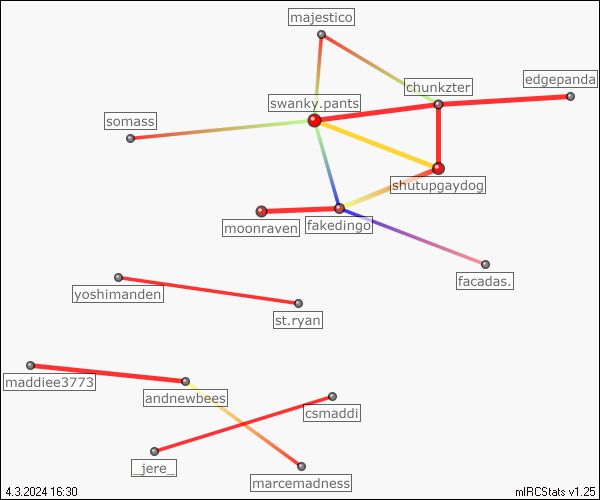 majestico
chunkzter
edgepanda
swanky.pants
somass
shutupgaydog
moonraven
fakedingo
facadas.
yoshimanden
st.ryan
maddiee3773
andnewbees
csmaddi
_jere_
marcemadness
4.3.2024 16:30
mIRCStats v1.25